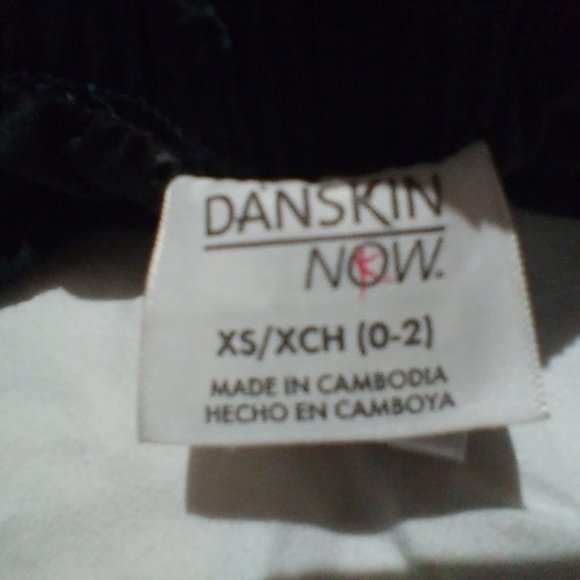 DANSKIN
NOW.
XS/XCH (0-2)
MADE IN CAMBODIA
HECHO EN CAMBOYA